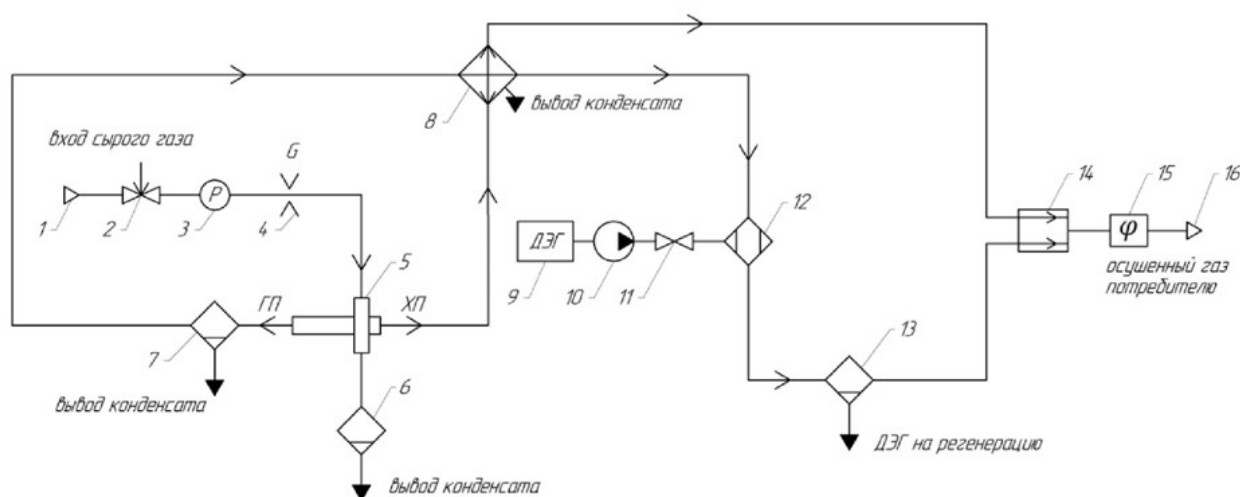 8
вывод конденсата
вход сырого газа
G
1
2
P
3
4
5
ГП
ХП
7
вывод конденсата
6
вывод конденсата
ДЭГ
9
10
11
12
13
ДЭГ на регенерацию
14
15
16
φ
осушенный газ
потребителю